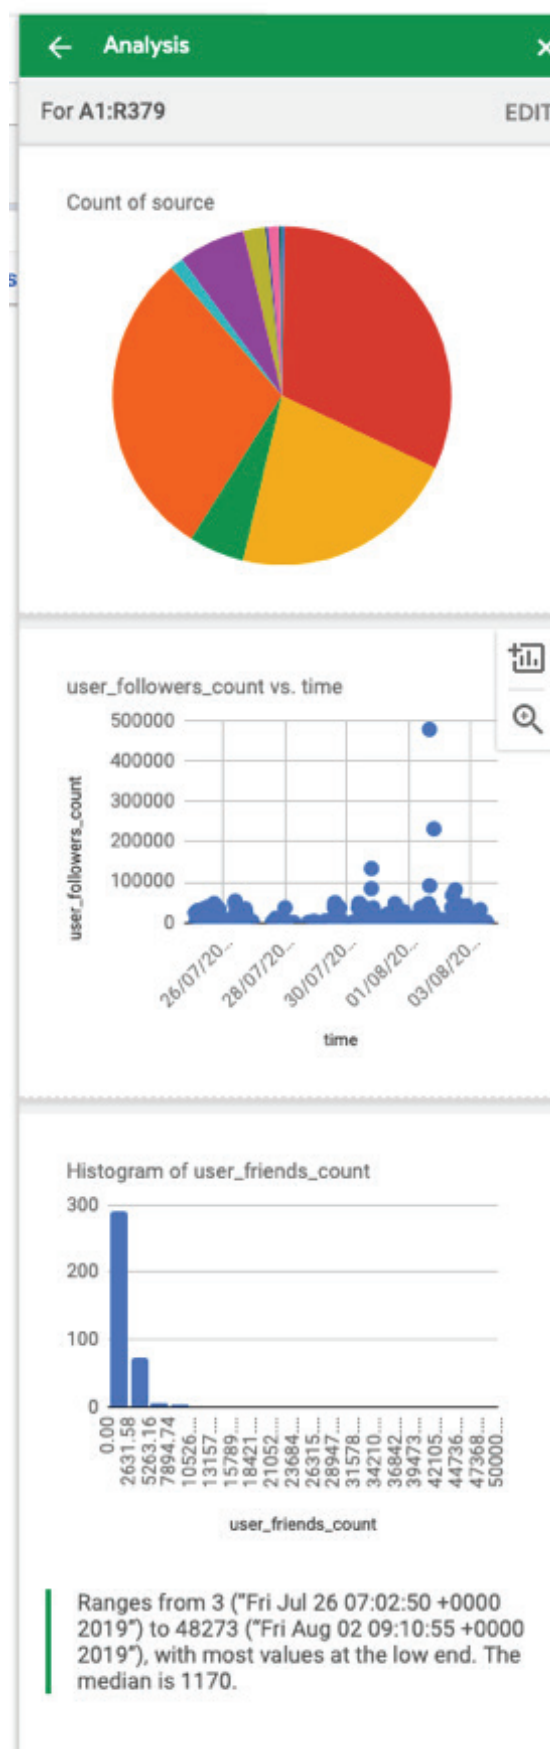 Analysis
For A1:R379
EDIT
Count of source
user_followers_count vs. time
500000
400000
300000
200000
100000
0
user_followers_count
26/07/20...
28/07/20...
30/07/20...
01/08/20...
03/08/20...
time
Histogram of user_friends_count
300
200
100
0
0.00
2631.58
5263.16
7894.74
10526....
13157....
15789....
18421....
21052....
23684....
26315....
28947....
31578....
34210....
36842....
39473....
42105....
44736....
47368....
50000....
user_friends_count
Ranges from 3 ("Fri Jul 26 07:02:50 +0000
2019") to 48273 ("Fri Aug 02 09:10:55 +0000
2019"), with most values at the low end. The
median is 1170.